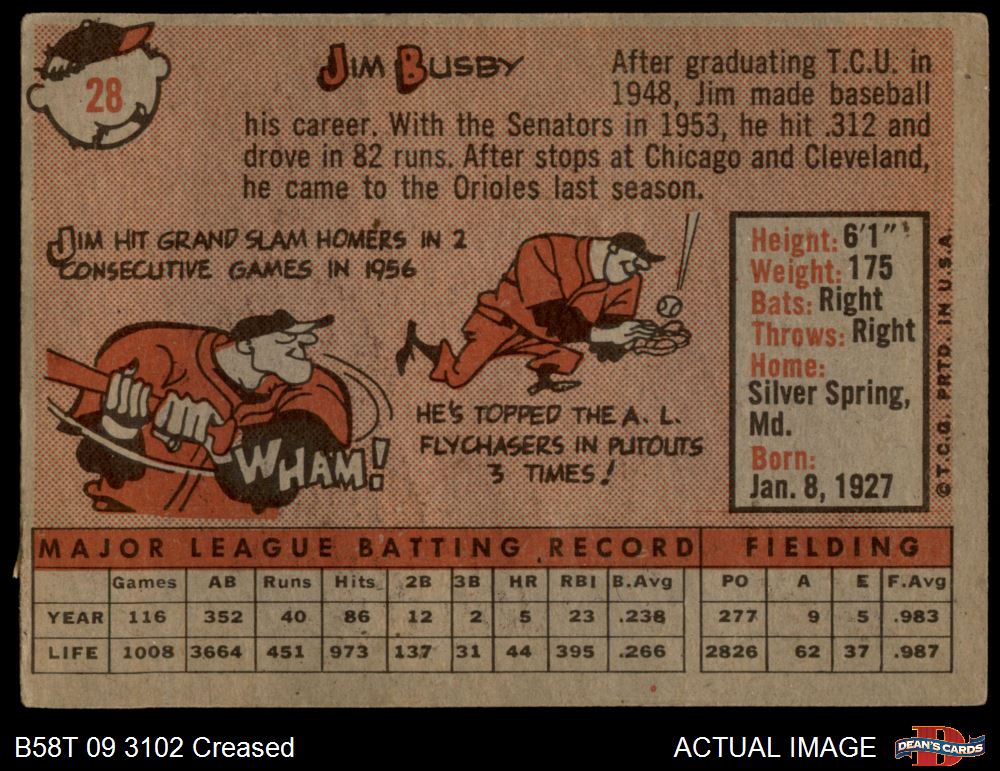 28
JIM BUSBY
After graduating T.C.U. in
1948, Jim made baseball
his career. With the Senators in 1953, he hit .312 and
drove in 82 runs. After stops at Chicago and Cleveland,
he came to the Orioles last season.
JIM HIT GRAND SLAM HOMERS IN 2
CONSECUTIVE GAMES IN 1956
WHAM!
HE'S TOPPED THE A. L.
FLYCHASERS IN PUTOUTS
3 TIMES!
Height: 6'1"
Weight: 175
Bats: Right
Throws: Right
Home:
Silver Spring,
Md.
Born:
Jan. 8, 1927
© T.C.G. PRTD. IN U.S.A.
MAJOR LEAGUE BATTING RECORD FIELDING
Games AB Runs Hits 2B 3B HR RBI B.Avg PO A E F.Avg
YEAR 116 352 40 86 12 2 5 23 .238 277 9 5 .983
LIFE 1008 3664 451 973 137 31 44 395 .266 2826 62 37 .987
B58T 09 3102 Creased
ACTUAL IMAGE
DEAN'S CARDS